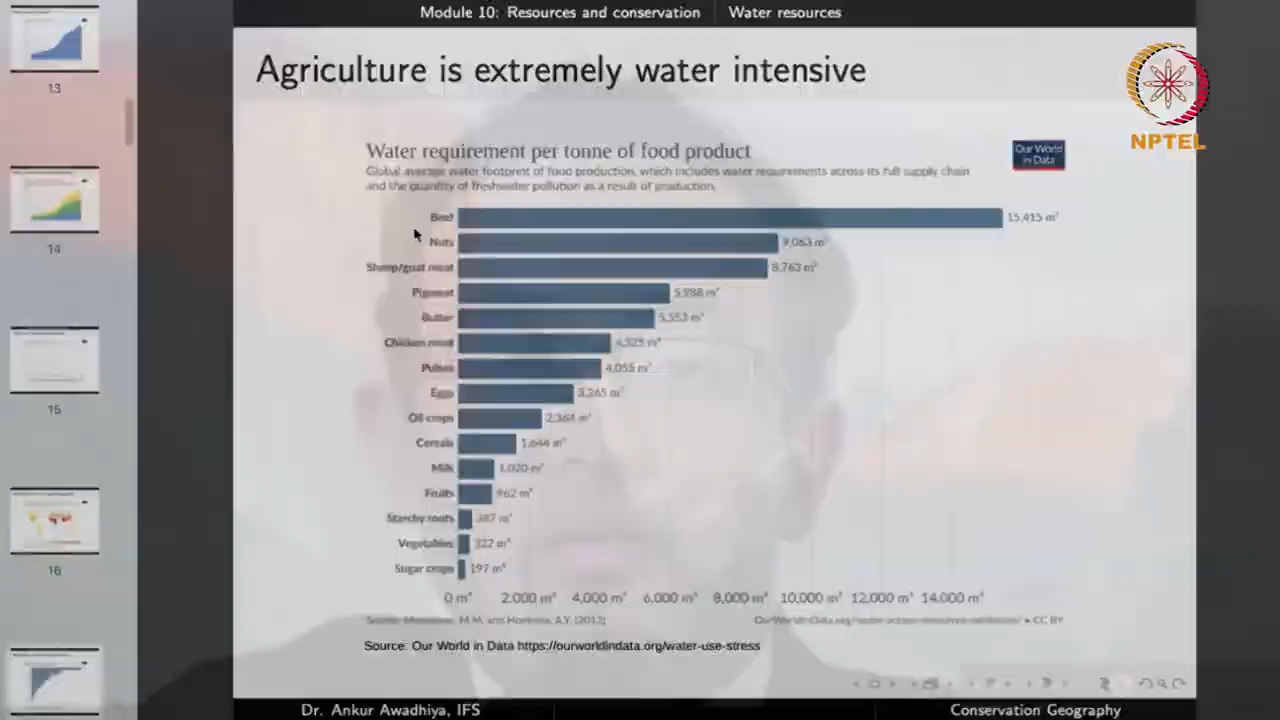 Module 10: Resources and conservation Water resources
Agriculture is extremely water intensive
NPTEL
Water requirement per tonne of food product
Our World in Data
Global average water footprint of food production, which includes water requirements across its full supply chain
and the quantity of freshwater pollution as a result of production.
Beef 15,415 m³
Nuts 9,063 m³
Sheep/goat meat 8,763 m³
Pigmeat 5,988 m³
Butter 5,553 m³
Chicken meat 4,325 m³
Pulses 4,055 m³
Eggs 3,265 m³
Oil crops 2,364 m³
Cereals 1,644 m³
Milk 1,020 m³
Fruits 962 m³
Starchy roots 387 m³
Vegetables 322 m³
Sugar crops 197 m³
0 m³ 2,000 m³ 4,000 m³ 6,000 m³ 8,000 m³ 10,000 m³ 12,000 m³ 14,000 m³
M.M. and Hoekstra, A.Y. (2012)
CC BY
Source: Our World in Data https://ourworldindata.org/water-use-stress
13
14
15
16
Dr. Ankur Awadhiya, IFS Conservation Geography